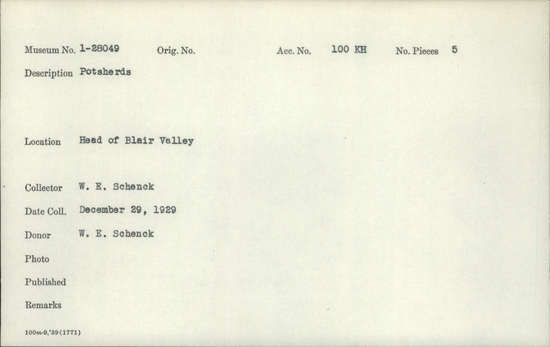 Museum No. 1-28049 Orig. No. Acc. No. 100 KH No. Pieces 5
Description Potsherds
Location Head of Blair Valley
Collector W. E. Schenck
Date Coll. December 29, 1929
Donor W. E. Schenck
Photo
Published
Remarks
100m-9,'39(1771)